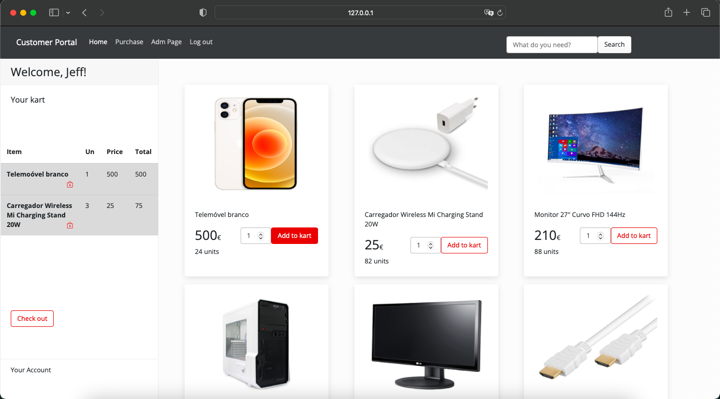 127.0.0.1
Customer Portal Home Purchase Adm Page Log out
What do you need? Search
Welcome, Jeff!
Your kart
Item Un Price Total
Telemoóvel branco 1 500 500
Carregador Wireless 3 25 75
Mi Charging Stand
20W
Check out
Your Account
Telemóvel branco
500€
1 Add to kart
24 units
Carregador Wireless Mi Charging Stand
20W
25€
1 Add to kart
82 units
Monitor 27" Curvo FHD 144Hz
210€
1 Add to kart
88 units